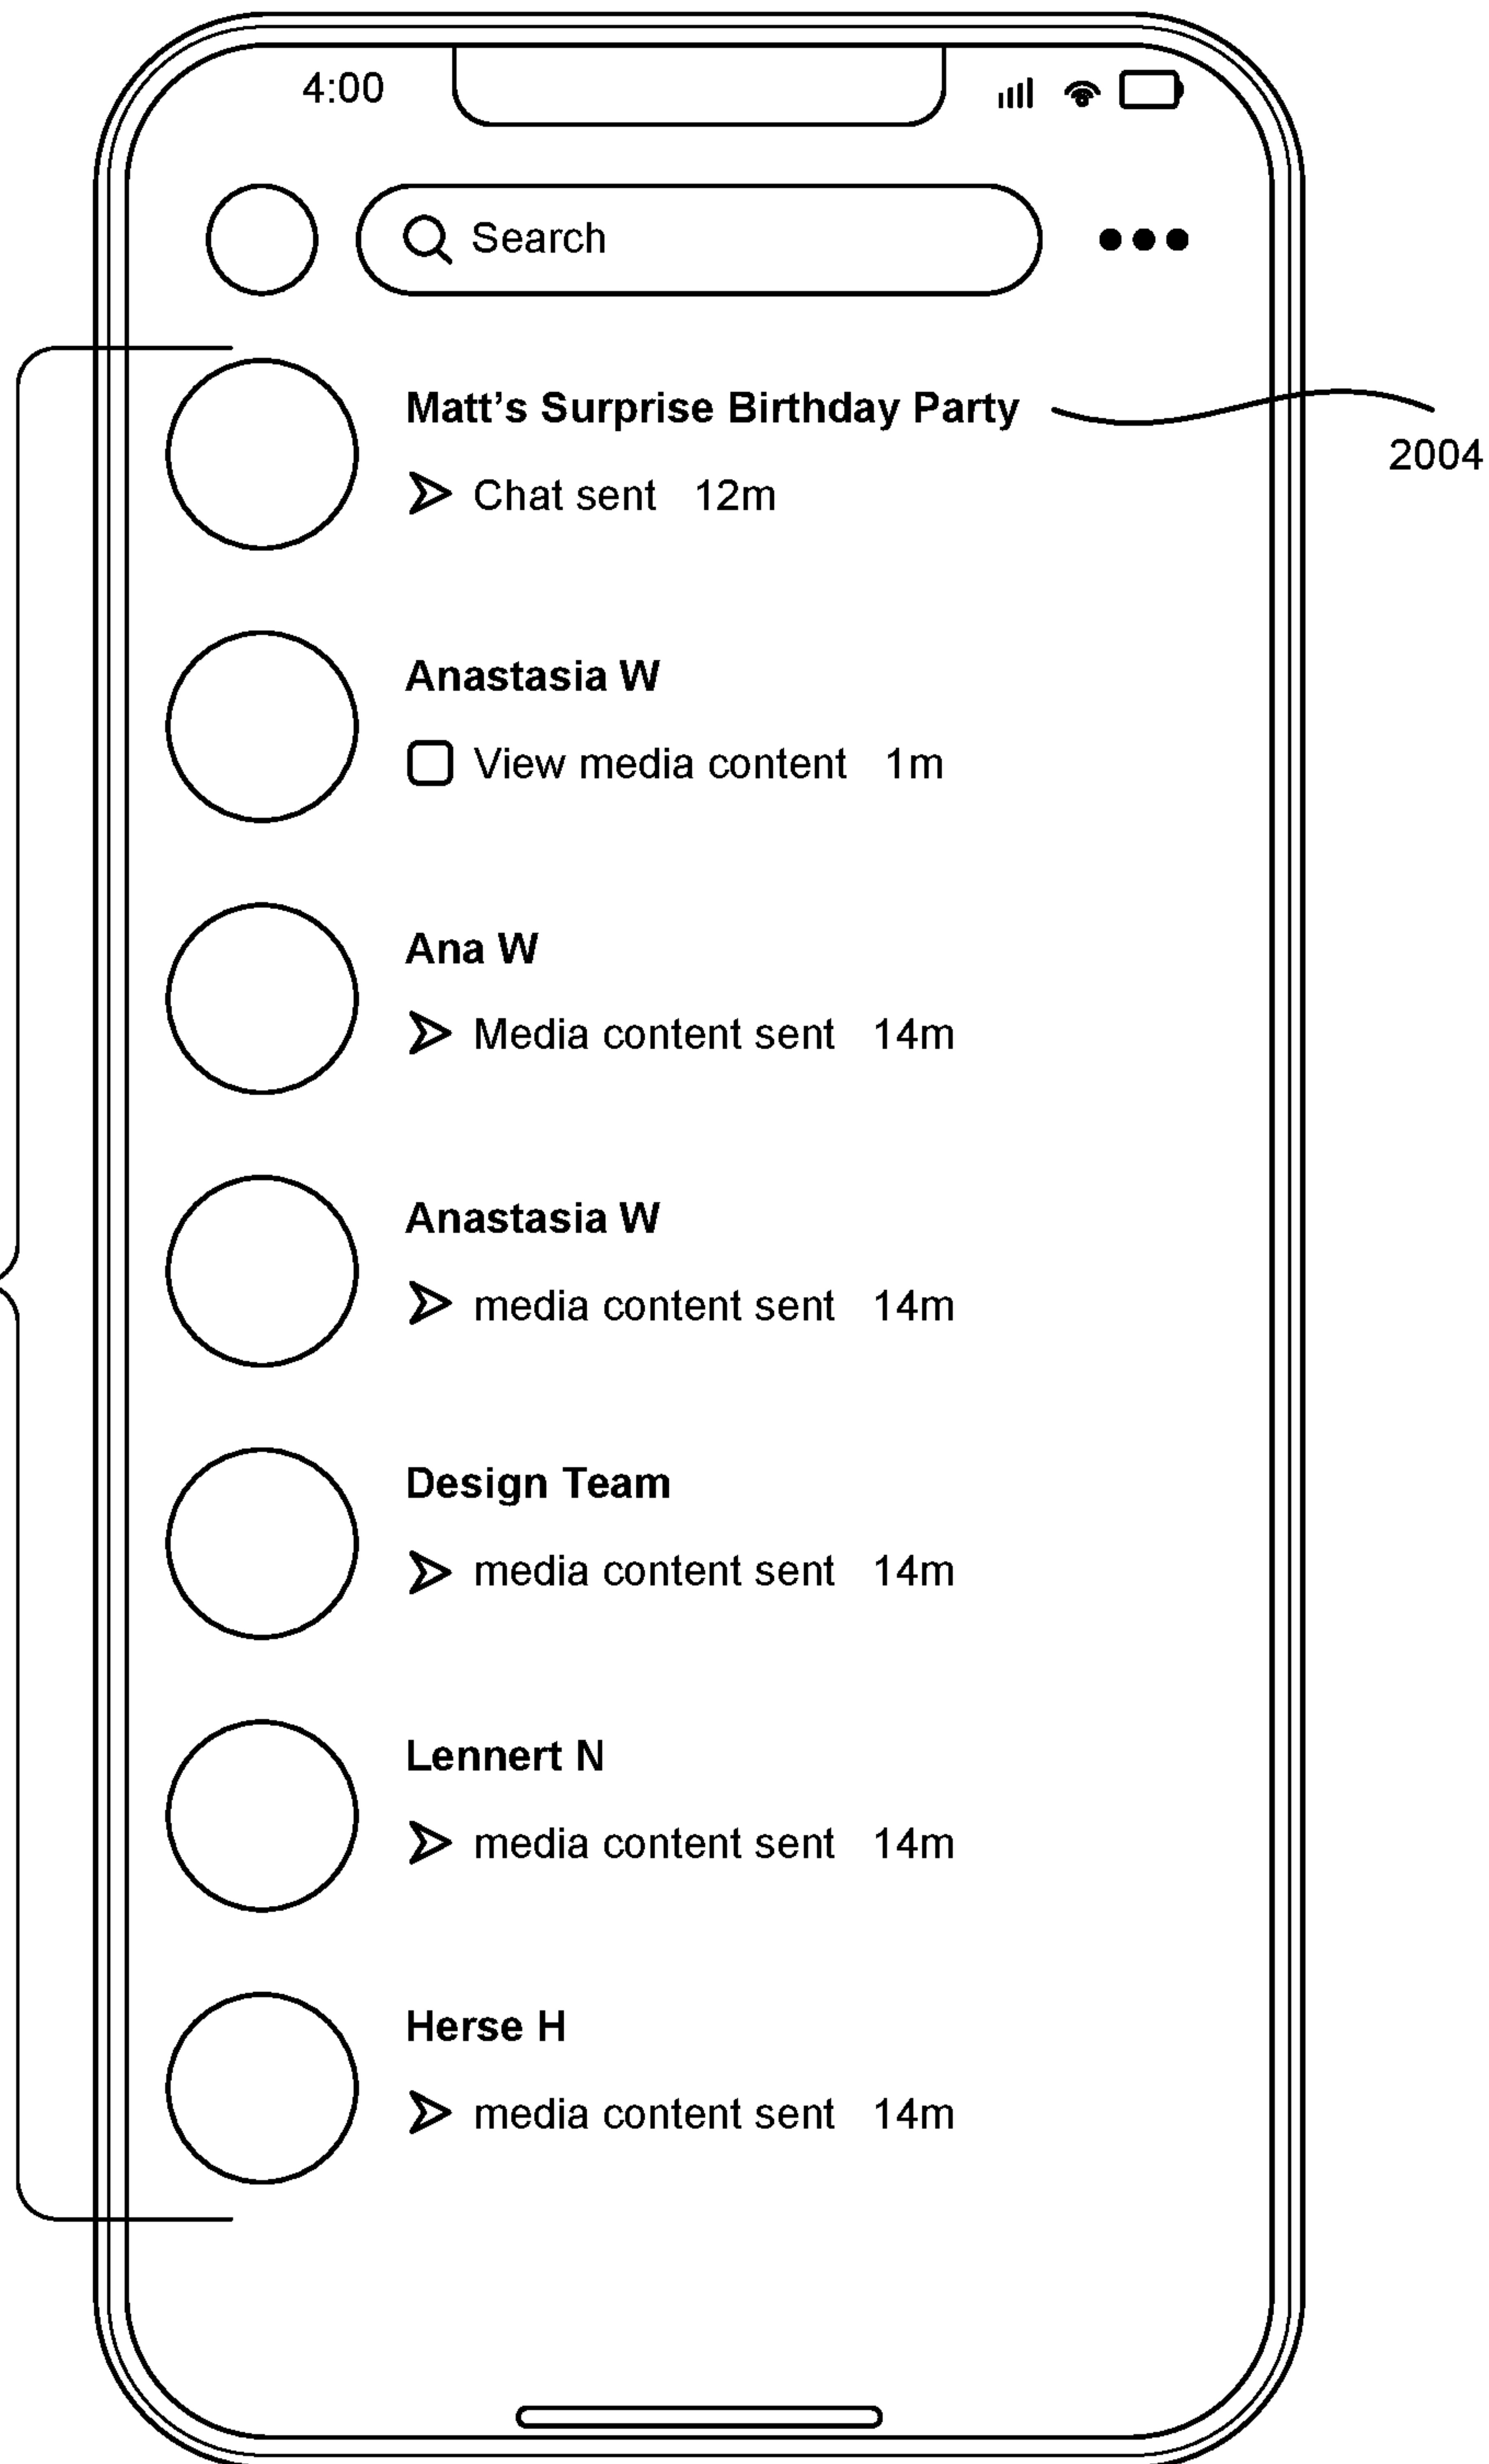 4:00
Search
Matt's Surprise Birthday Party
2004
Chat sent 12m
Anastasia W
View media content 1m
Ana W
Media content sent 14m
Anastasia W
media content sent 14m
Design Team
media content sent 14m
Lennert N
media content sent 14m
Herse H
media content sent 14m